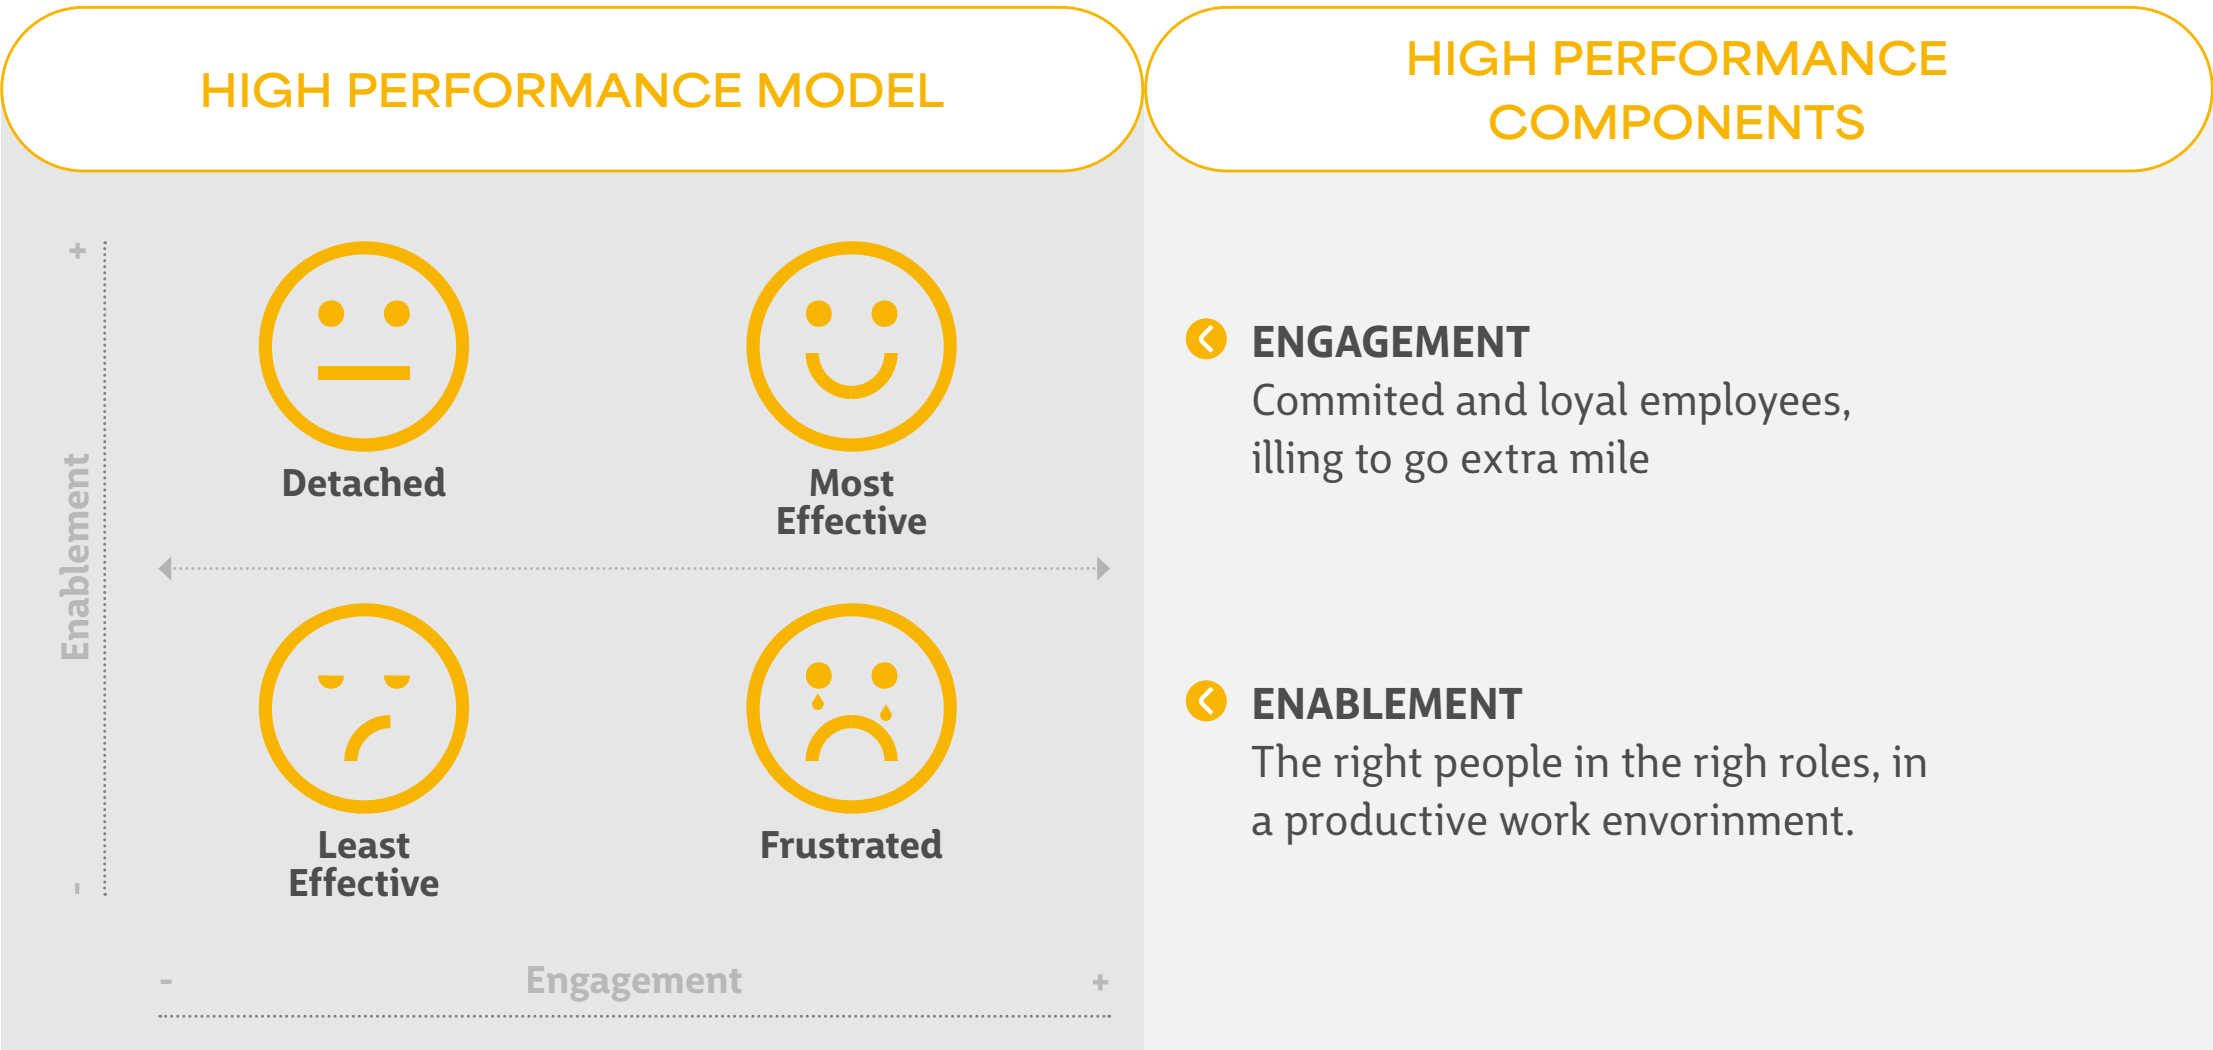 HIGH PERFORMANCE MODEL
+
Enablement
-
Detached
Most
Effective
Least
Effective
Frustrated
-
Engagement
+
HIGH PERFORMANCE
COMPONENTS
ENGAGEMENT
Commited and loyal employees,
illing to go extra mile
ENABLEMENT
The right people in the righ roles, in
a productive work envorinment.